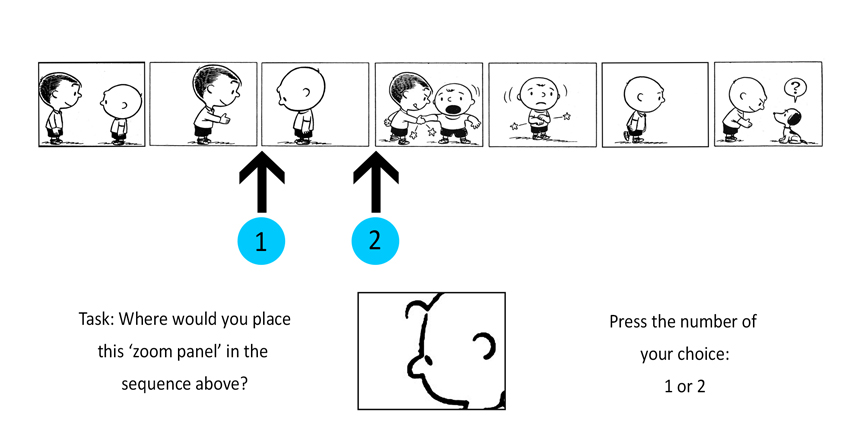 ?
1
2
Task: Where would you place
this ‘zoom panel’ in the
sequence above?
Press the number of
your choice:
1 or 2